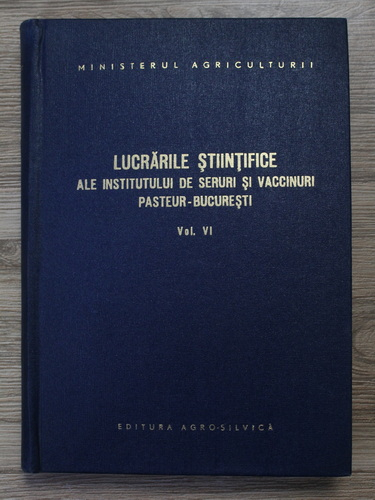 MINISTERUL AGRICULTURII
LUCRĂRILE ŞTIINŢIFICE
ALE INSTITUTULUI DE SERURI ŞI VACCINURI
PASTEUR-BUCUREŞTI
Vol. VI
EDITURA AGRO-SILVICĂ